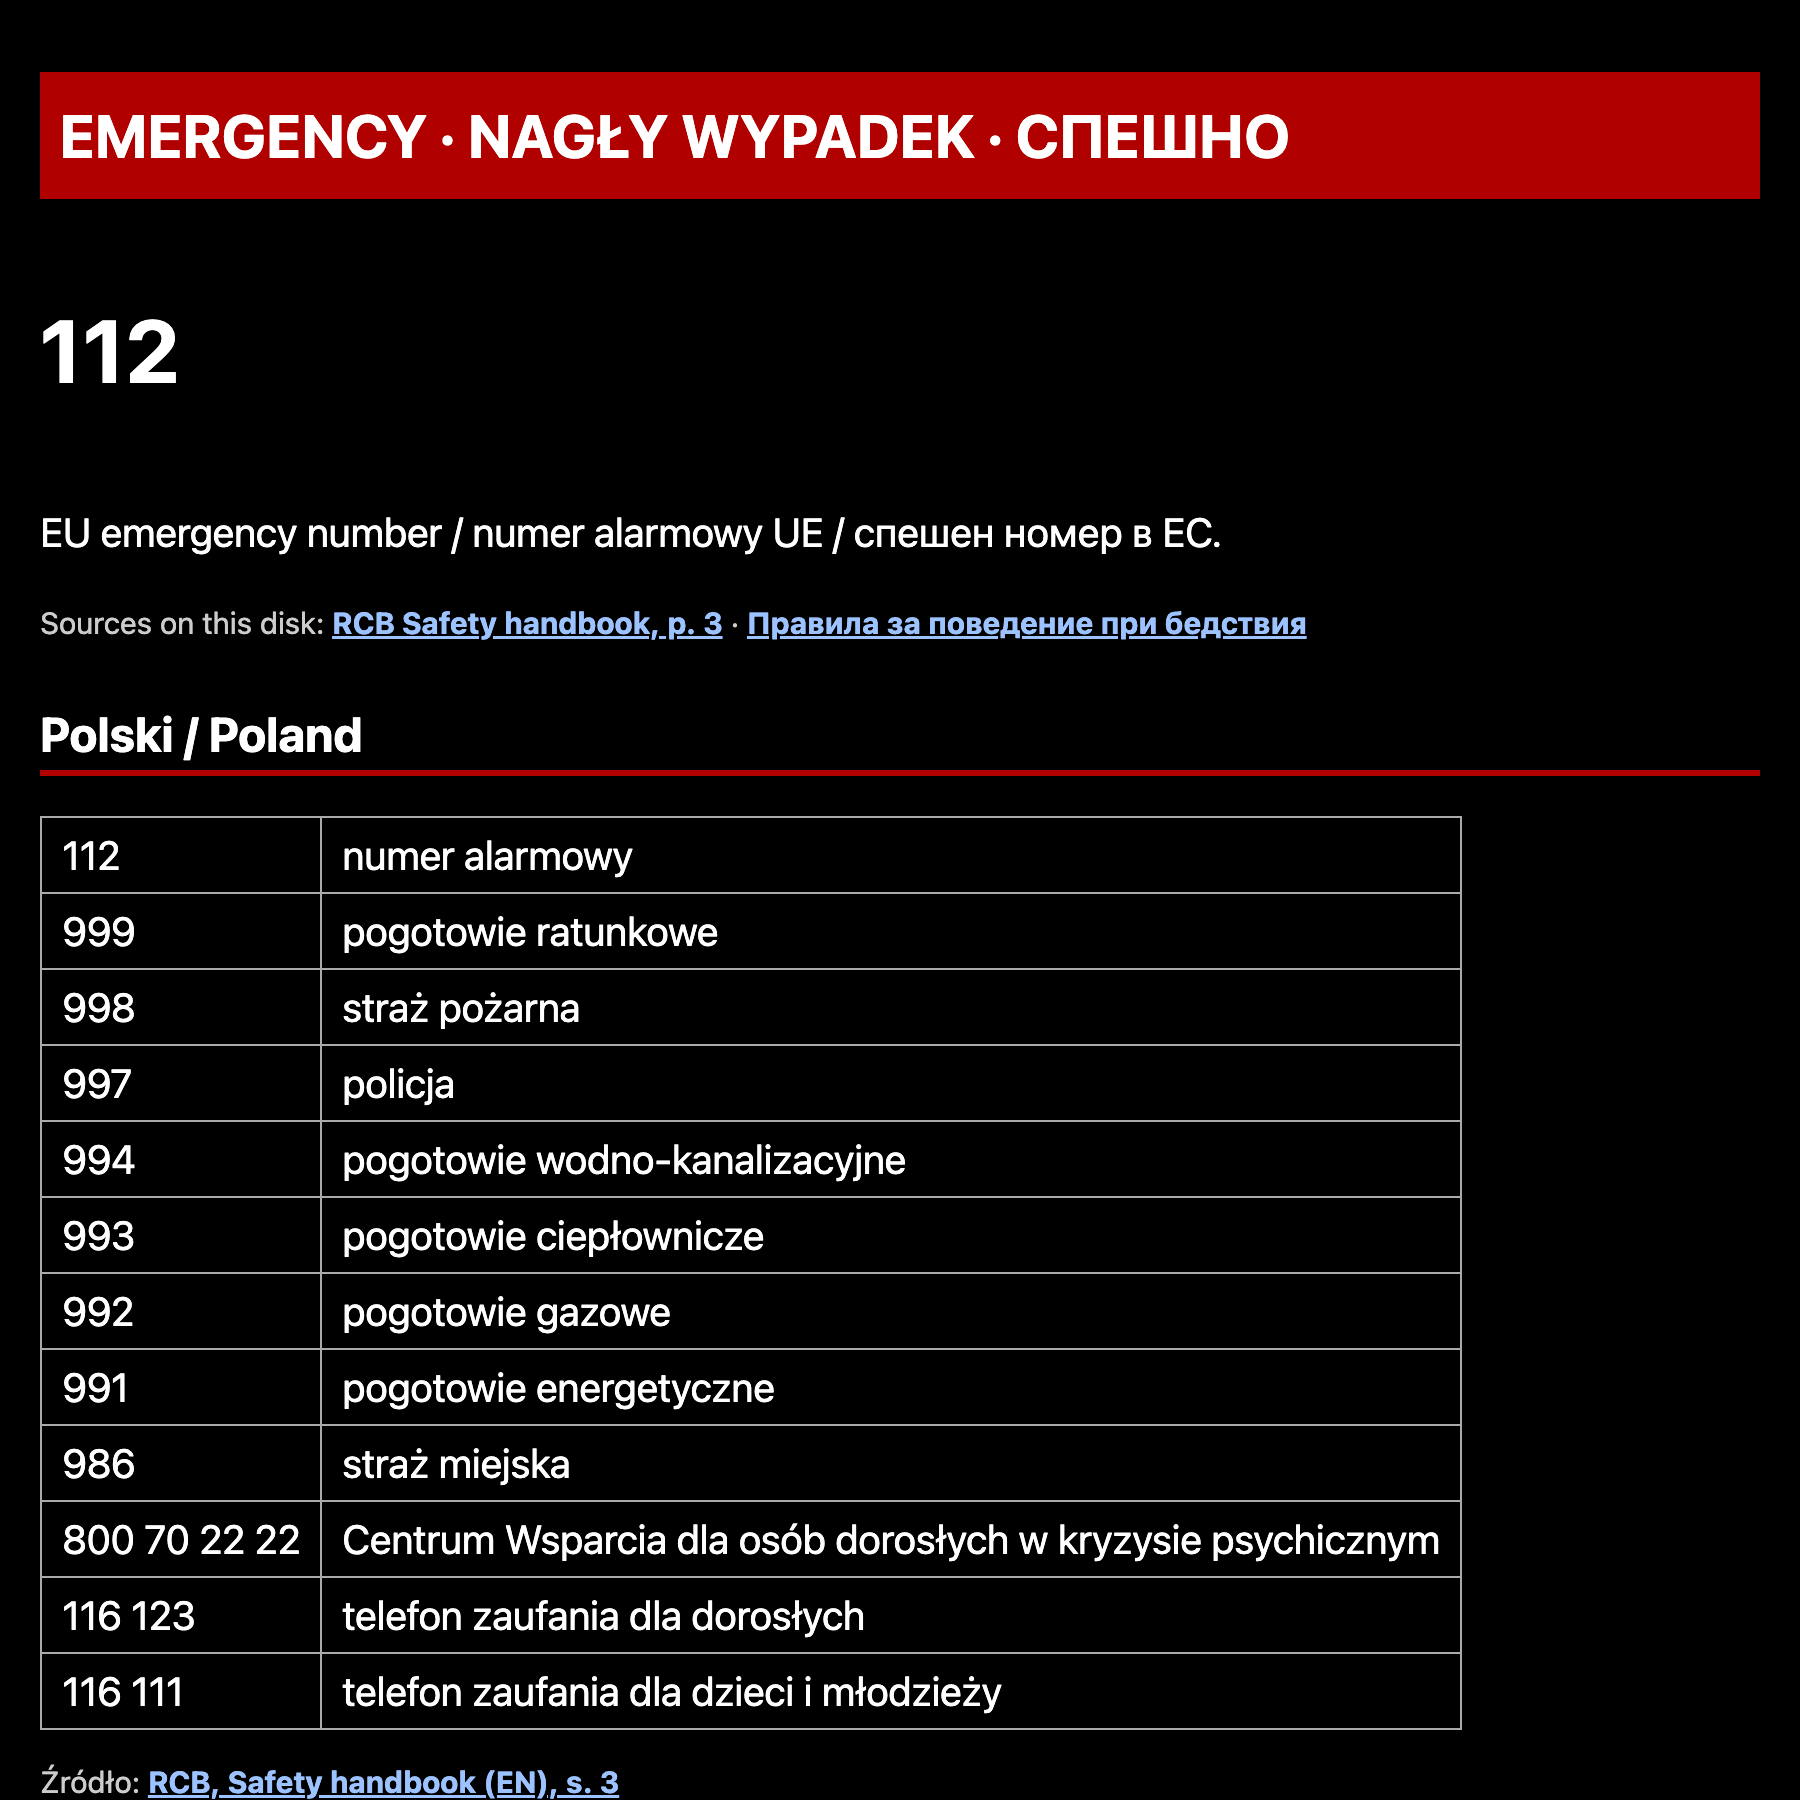 EMERGENCY · NAGŁY WYPADEK · СПЕШНО
112
EU emergency number / numer alarmowy UE / спешен номер в ЕС.
Sources on this disk: RCB Safety handbook, p. 3 · Правила за поведение при бедствия
Polski / Poland
112 numer alarmowy
999 pogotowie ratunkowe
998 straż pożarna
997 policja
994 pogotowie wodno-kanalizacyjne
993 pogotowie ciepłownicze
992 pogotowie gazowe
991 pogotowie energetyczne
986 straż miejska
800 70 22 22 Centrum Wsparcia dla osób dorosłych w kryzysie psychicznym
116 123 telefon zaufania dla dorosłych
116 111 telefon zaufania dla dzieci i młodzieży
Źródło: RCB, Safety handbook (EN), s. 3